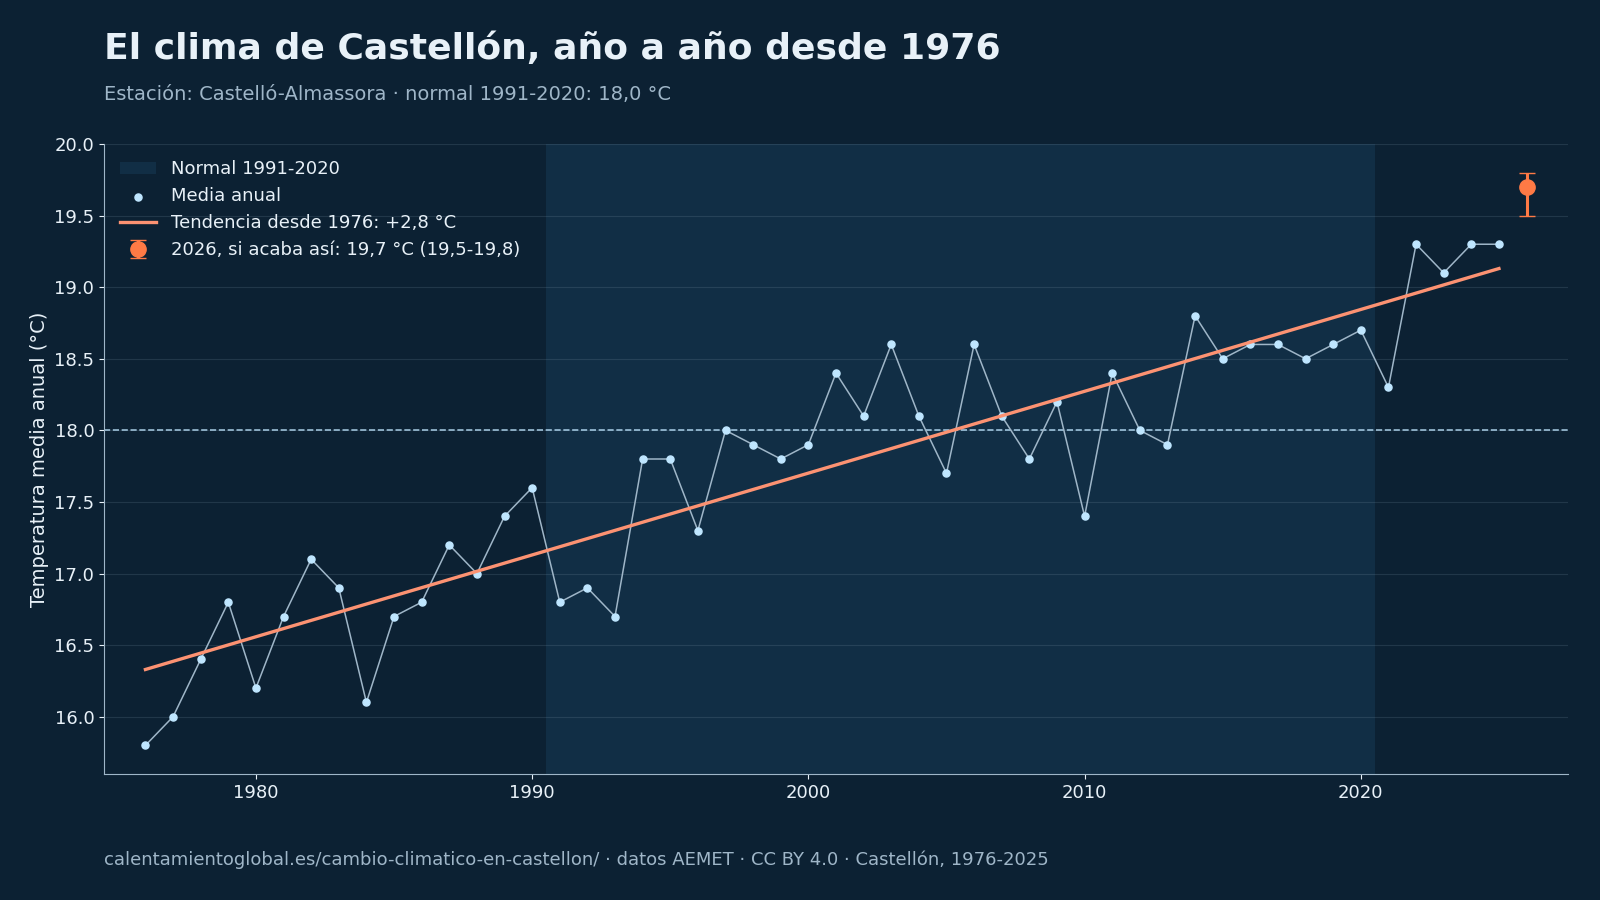 El clima de Castellón, año a año desde 1976
Estación: Castelló-Almassora · normal 1991-2020: 18,0 °C
Normal 1991-2020
Media anual
Tendencia desde 1976: +2,8 °C
2026, si acaba así: 19,7 °C (19,5-19,8)
Temperatura media anual (°C)
20.0
19.5
19.0
18.5
18.0
17.5
17.0
16.5
16.0
1980 1990 2000 2010 2020
calentamientoglobal.es/cambio-climatico-en-castellon/ · datos AEMET · CC BY 4.0 · Castellón, 1976-2025